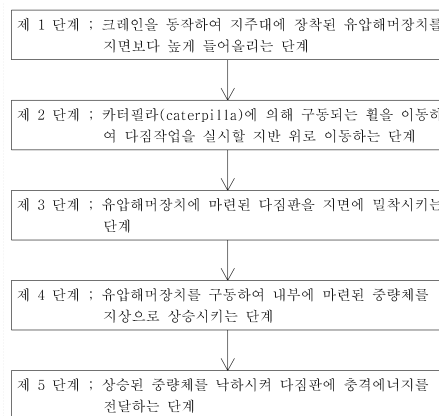 제 1 단계 ; 크레인을 동작하여 지주대에 장착된 유압해머장치를
지면보다 높게 들어올리는 단계
제 2 단계 ; 카터필라(caterpilla)에 의해 구동되는 휠을 이동하
여 다짐작업을 실시할 지반 위로 이동하는 단계
제 3 단계 ; 유압해머장치에 마련된 다짐판을 지면에 밀착시키는
단계
제 4 단계 ; 유압해머장치를 구동하여 내부에 마련된 중량체를
지상으로 상승시키는 단계
제 5 단계 ; 상승된 중량체를 낙하시켜 다짐판에 충격에너지를
전달하는 단계